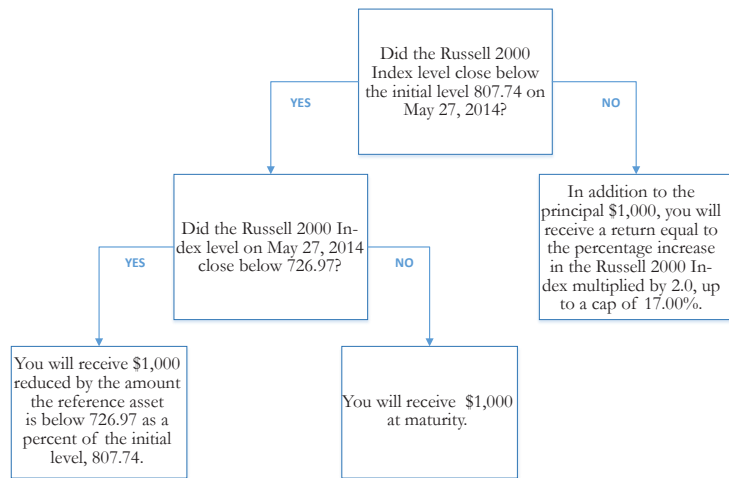 Did the Russell 2000
Index level close below
the initial level 807.74 on
May 27, 2014?
YES
NO
Did the Russell 2000 In-
dex level on May 27, 2014
close below 726.97?
In addition to the
principal $1,000, you will
receive a return equal to
the percentage increase
in the Russell 2000 In-
dex multiplied by 2.0, up
to a cap of 17.00%.
YES
NO
You will receive $1,000
reduced by the amount
the reference asset
is below 726.97 as a
percent of the initial
level, 807.74.
You will receive $1,000
at maturity.